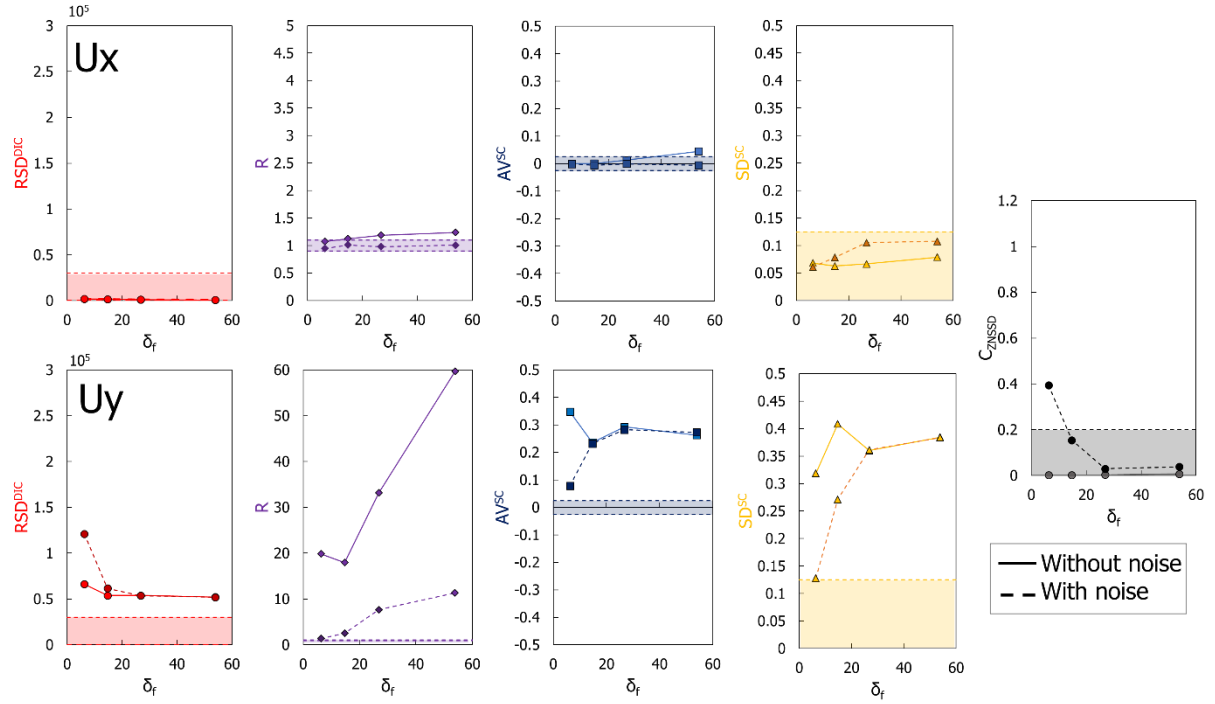 10⁵
3
2.5
2
1.5
1
0.5
0
0 20 40 60
Ux
RSD^DIC
δf
5
4.5
4
3.5
3
2.5
2
1.5
1
0.5
0
0 20 40 60
R
δf
0.5
0.4
0.3
0.2
0.1
0
-0.1
-0.2
-0.3
-0.4
-0.5
0 20 40 60
AV^SC
δf
0.5
0.45
0.4
0.35
0.3
0.25
0.2
0.15
0.1
0.05
0
0 20 40 60
SD^SC
δf
1.2
1
0.8
0.6
0.4
0.2
0
0 20 40 60
C_ZNSSD
δf
10⁵
3
2.5
2
1.5
1
0.5
0
0 20 40 60
Uy
RSD^DIC
δf
60
50
40
30
20
10
0
0 20 40 60
R
δf
0.5
0.4
0.3
0.2
0.1
0
-0.1
-0.2
-0.3
-0.4
-0.5
0 20 40 60
AV^SC
δf
0.5
0.45
0.4
0.35
0.3
0.25
0.2
0.15
0.1
0.05
0
0 20 40 60
SD^SC
δf
Without noise
With noise